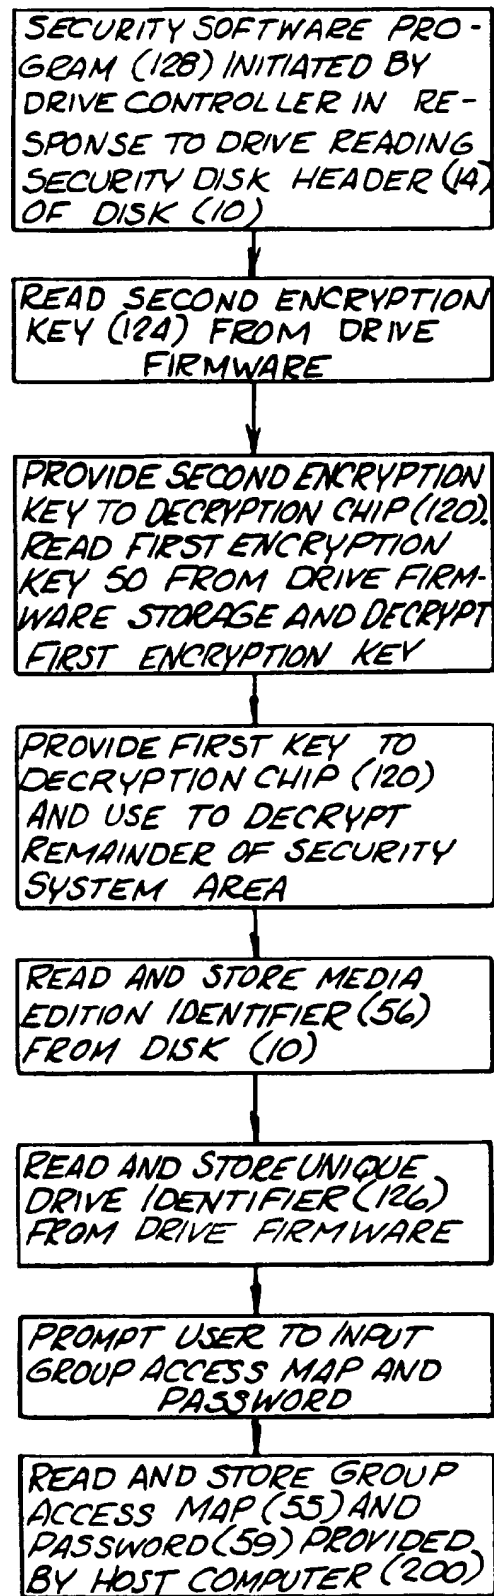 SECURITY SOFTWARE PRO-
GRAM (128) INITIATED BY
DRIVE CONTROLLER IN RE-
SPONSE TO DRIVE READING
SECURITY DISK HEADER (14)
OF DISK (10)
READ SECOND ENCRYPTION
KEY (124) FROM DRIVE
FIRMWARE
PROVIDE SECOND ENCRYPTION
KEY TO DECRYPTION CHIP (120).
READ FIRST ENCRYPTION
KEY 50 FROM DRIVE FIRM-
WARE STORAGE AND DECRYPT
FIRST ENCRYPTION KEY
PROVIDE FIRST KEY TO
DECRYPTION CHIP (120)
AND USE TO DECRYPT
REMAINDER OF SECURITY
SYSTEM AREA
READ AND STORE MEDIA
EDITION IDENTIFIER (56)
FROM DISK (10)
READ AND STORE UNIQUE
DRIVE IDENTIFIER (126)
FROM DRIVE FIRMWARE
PROMPT USER TO INPUT
GROUP ACCESS MAP AND
PASSWORD
READ AND STORE GROUP
ACCESS MAP (55) AND
PASSWORD (59) PROVIDED
BY HOST COMPUTER (200)